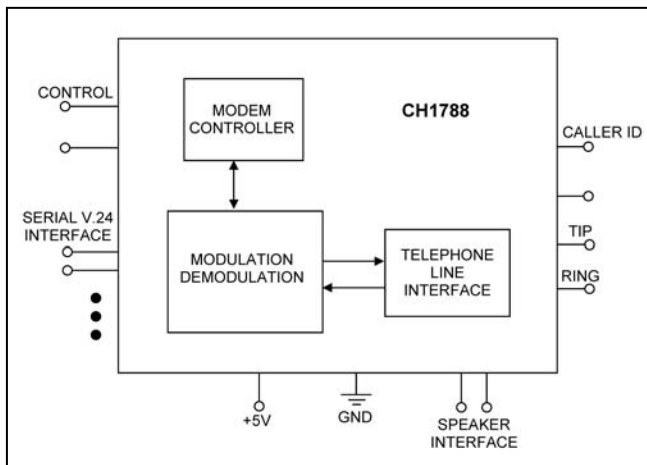 CONTROL
MODEM
CONTROLLER
CH1788
CALLER ID
SERIAL V.24
INTERFACE
MODULATION
DEMODULATION
TELEPHONE
LINE
INTERFACE
TIP
RING
+5V
GND
SPEAKER
INTERFACE